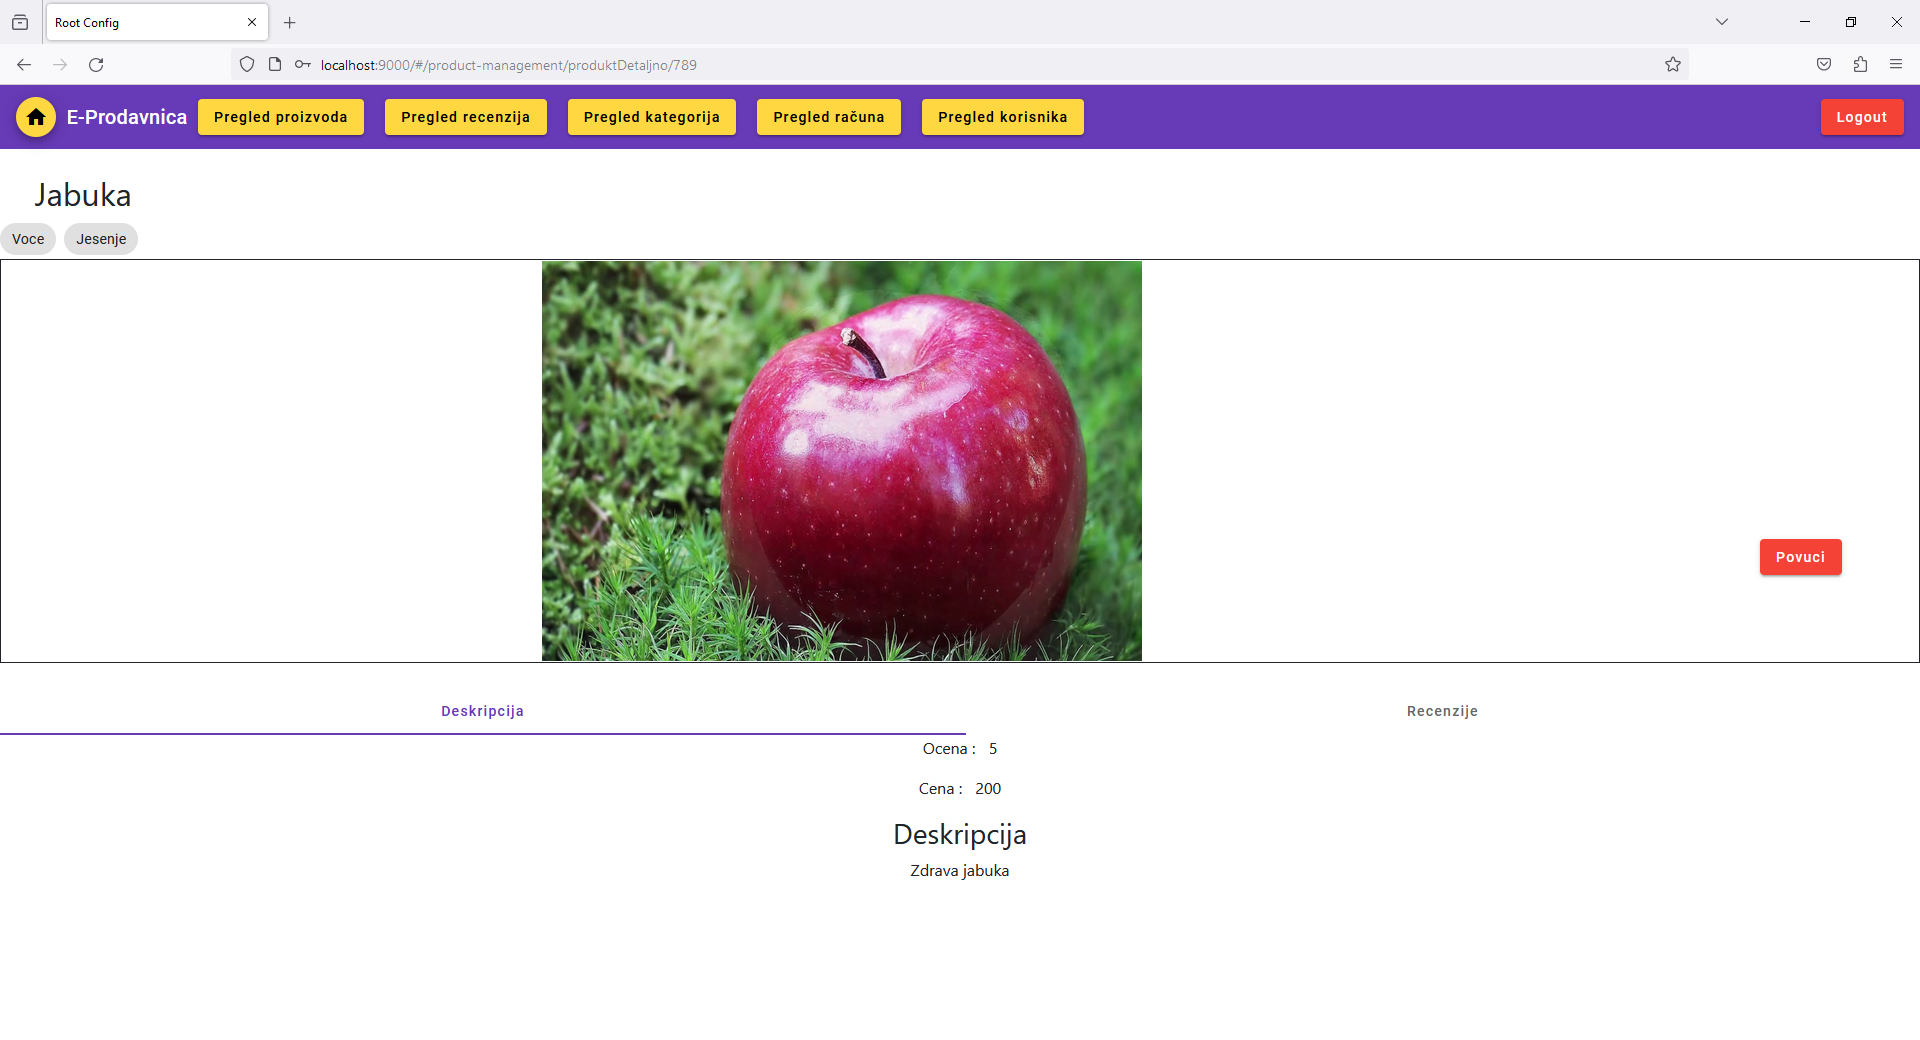 Root Config
localhost:9000/#/product-management/produktDetaljno/789
E-Prodavnica Pregled proizvoda Pregled recenzija Pregled kategorija Pregled računa Pregled korisnika Logout
Jabuka
Voce Jesenje
Povuci
Deskripcija Recenzije
Ocena : 5
Cena : 200
Deskripcija
Zdrava jabuka